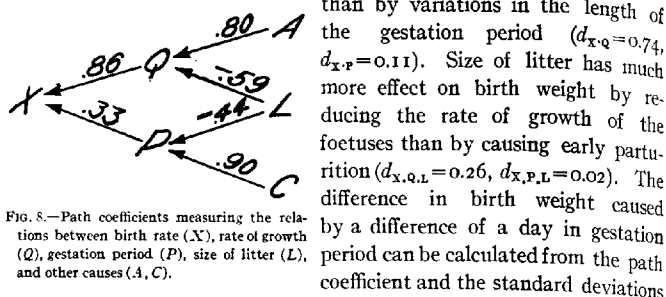 .80
A
Q
.86
-.59
X
L
.33
-.44
P
.90
C
FIG. 8.—Path coefficients measuring the rela-
tions between birth rate (X), rate of growth
(Q), gestation period (P), size of litter (L),
and other causes (A, C).
than by variations in the length of
the gestation period (dX·Q=0.74,
dX·P=0.11). Size of litter has much
more effect on birth weight by re-
ducing the rate of growth of the
foetuses than by causing early partu-
rition (dX.Q.L=0.26, dX.P.L=0.02). The
difference in birth weight caused
by a difference of a day in gestation
period can be calculated from the path
coefficient and the standard deviations